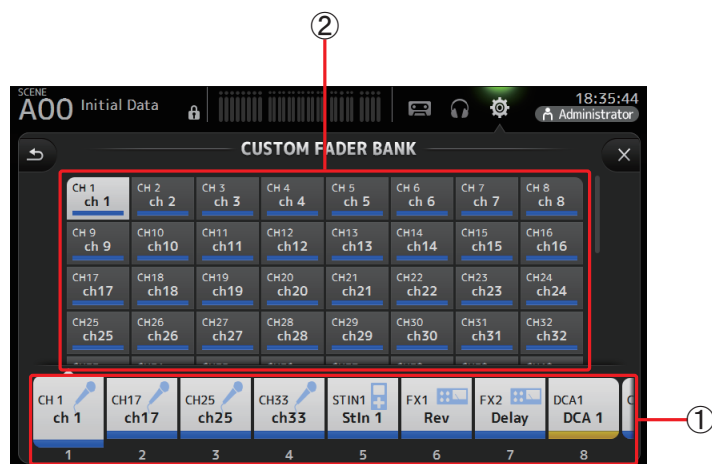 ②
SCENE
A00 Initial Data
18:35:44
Administrator
CUSTOM FADER BANK
CH 1 CH 2 CH 3 CH 4 CH 5 CH 6 CH 7 CH 8
ch 1 ch 2 ch 3 ch 4 ch 5 ch 6 ch 7 ch 8
CH 9 CH10 CH11 CH12 CH13 CH14 CH15 CH16
ch 9 ch10 ch11 ch12 ch13 ch14 ch15 ch16
CH17 CH18 CH19 CH20 CH21 CH22 CH23 CH24
ch17 ch18 ch19 ch20 ch21 ch22 ch23 ch24
CH25 CH26 CH27 CH28 CH29 CH30 CH31 CH32
ch25 ch26 ch27 ch28 ch29 ch30 ch31 ch32
CH 1 CH17 CH25 CH33 STIN1 FX1 FX2 DCA1
ch 1 ch17 ch25 ch33 StIn 1 Rev Delay DCA 1
①
1 2 3 4 5 6 7 8